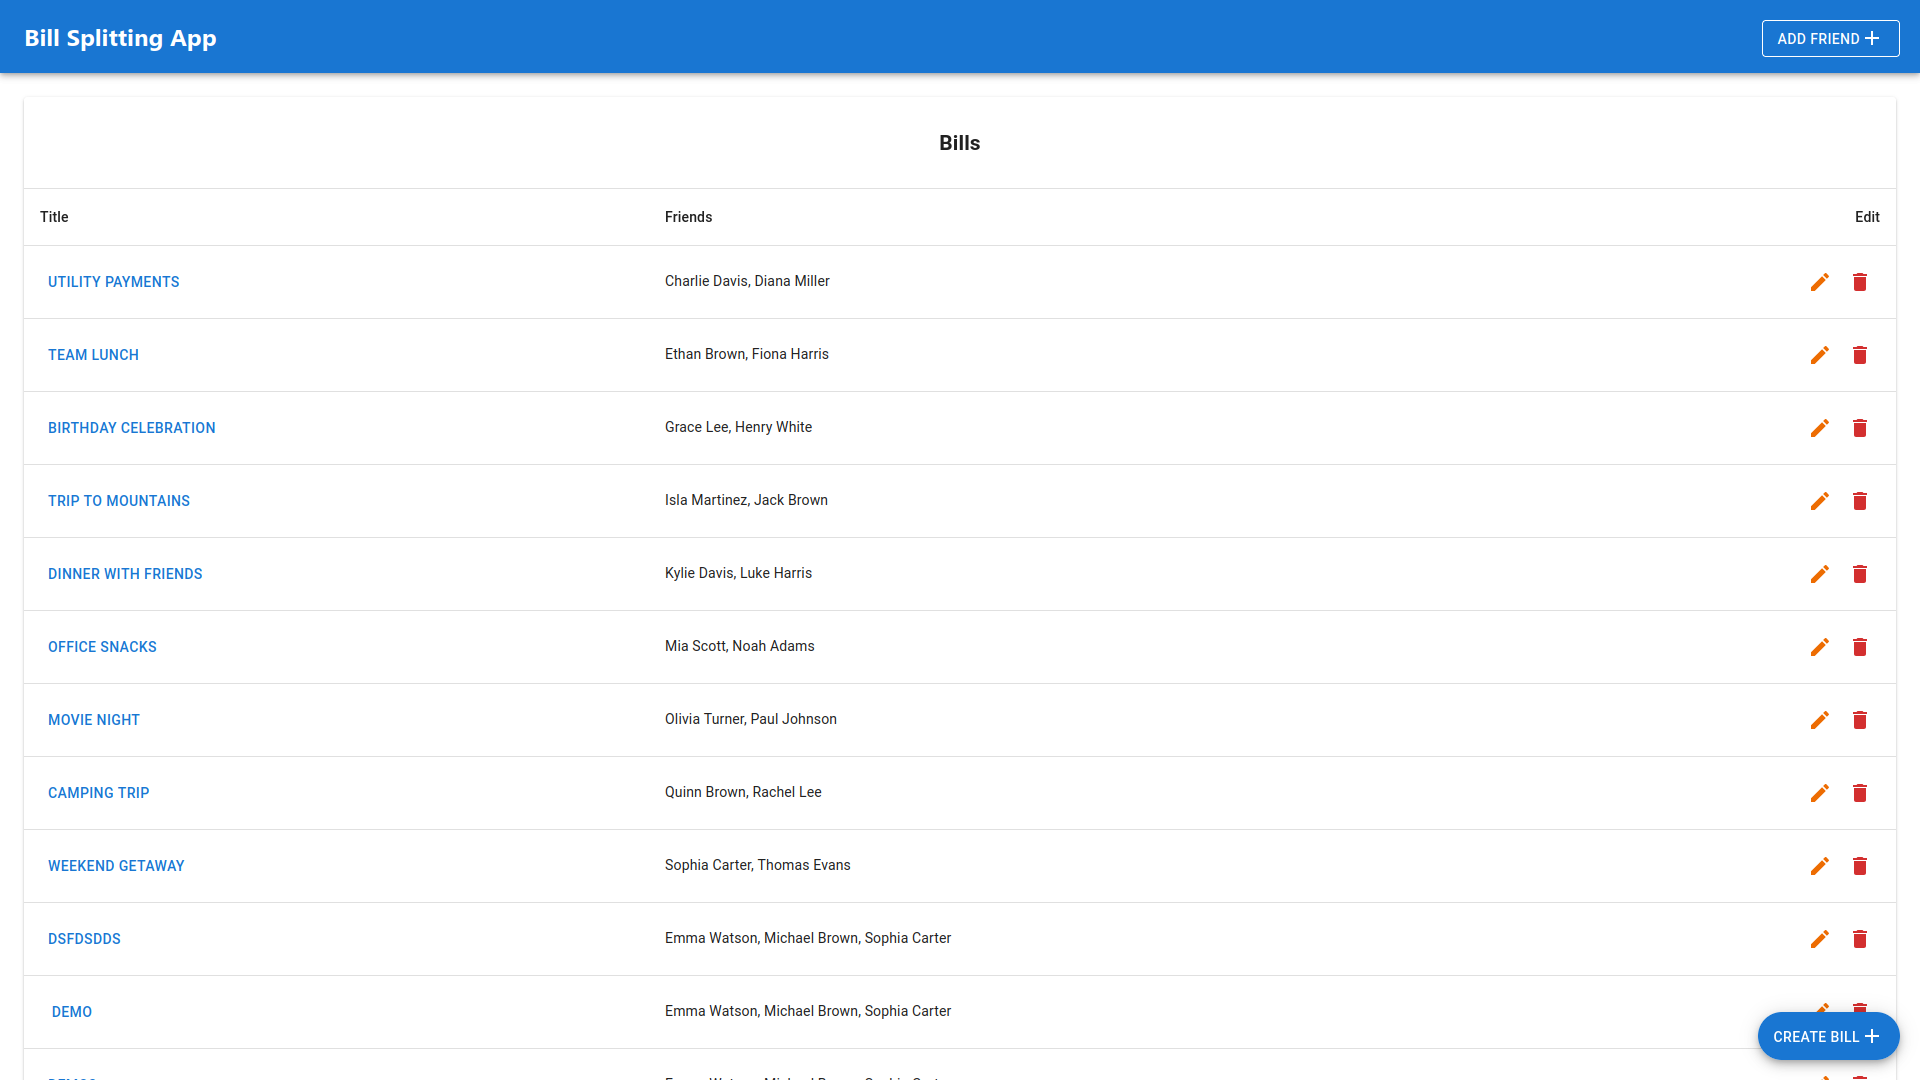 Bill Splitting App
ADD FRIEND
Bills
Title Friends Edit
UTILITY PAYMENTS Charlie Davis, Diana Miller
TEAM LUNCH Ethan Brown, Fiona Harris
BIRTHDAY CELEBRATION Grace Lee, Henry White
TRIP TO MOUNTAINS Isla Martinez, Jack Brown
DINNER WITH FRIENDS Kylie Davis, Luke Harris
OFFICE SNACKS Mia Scott, Noah Adams
MOVIE NIGHT Olivia Turner, Paul Johnson
CAMPING TRIP Quinn Brown, Rachel Lee
WEEKEND GETAWAY Sophia Carter, Thomas Evans
DSFDSDDS Emma Watson, Michael Brown, Sophia Carter
DEMO Emma Watson, Michael Brown, Sophia Carter
CREATE BILL